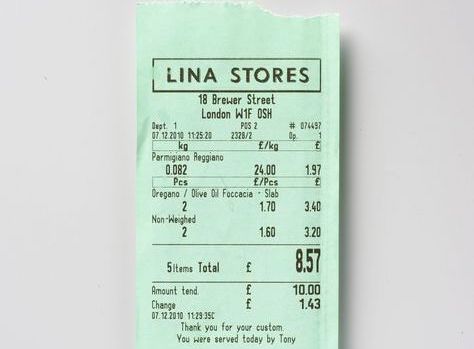 LINA STORES
18 Brewer Street
London W1F 0SH
Dept. 1 POS 2 # 074497
07.12.2010 11:25:20 2328/2 Op. 1
kg £/kg £
Parmigiano Reggiano
0.082 24.00 1.97
Pcs £/Pcs £
Oregano / Olive Oil Foccacia - Slab
2 1.70 3.40
Non-Weighed
2 1.60 3.20
5 Items Total £ 8.57
Amount tend. £ 10.00
Change £ 1.43
07.12.2010 11:29:35C
Thank you for your custom.
You were served today by Tony